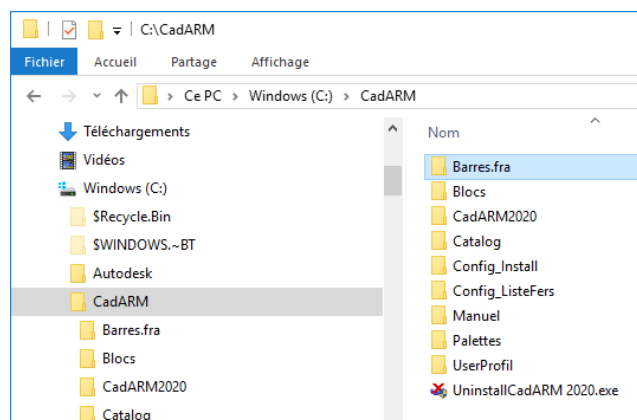 C:\CadARM
Fichier Accueil Partage Affichage
Ce PC > Windows (C:) > CadARM
Téléchargements
Vidéos
Windows (C:)
$Recycle.Bin
$WINDOWS.~BT
Autodesk
CadARM
Barres.fra
Blocs
CadARM2020
Catalog
Nom
Barres.fra
Blocs
CadARM2020
Catalog
Config_Install
Config_ListeFers
Manuel
Palettes
UserProfil
UninstallCadARM 2020.exe